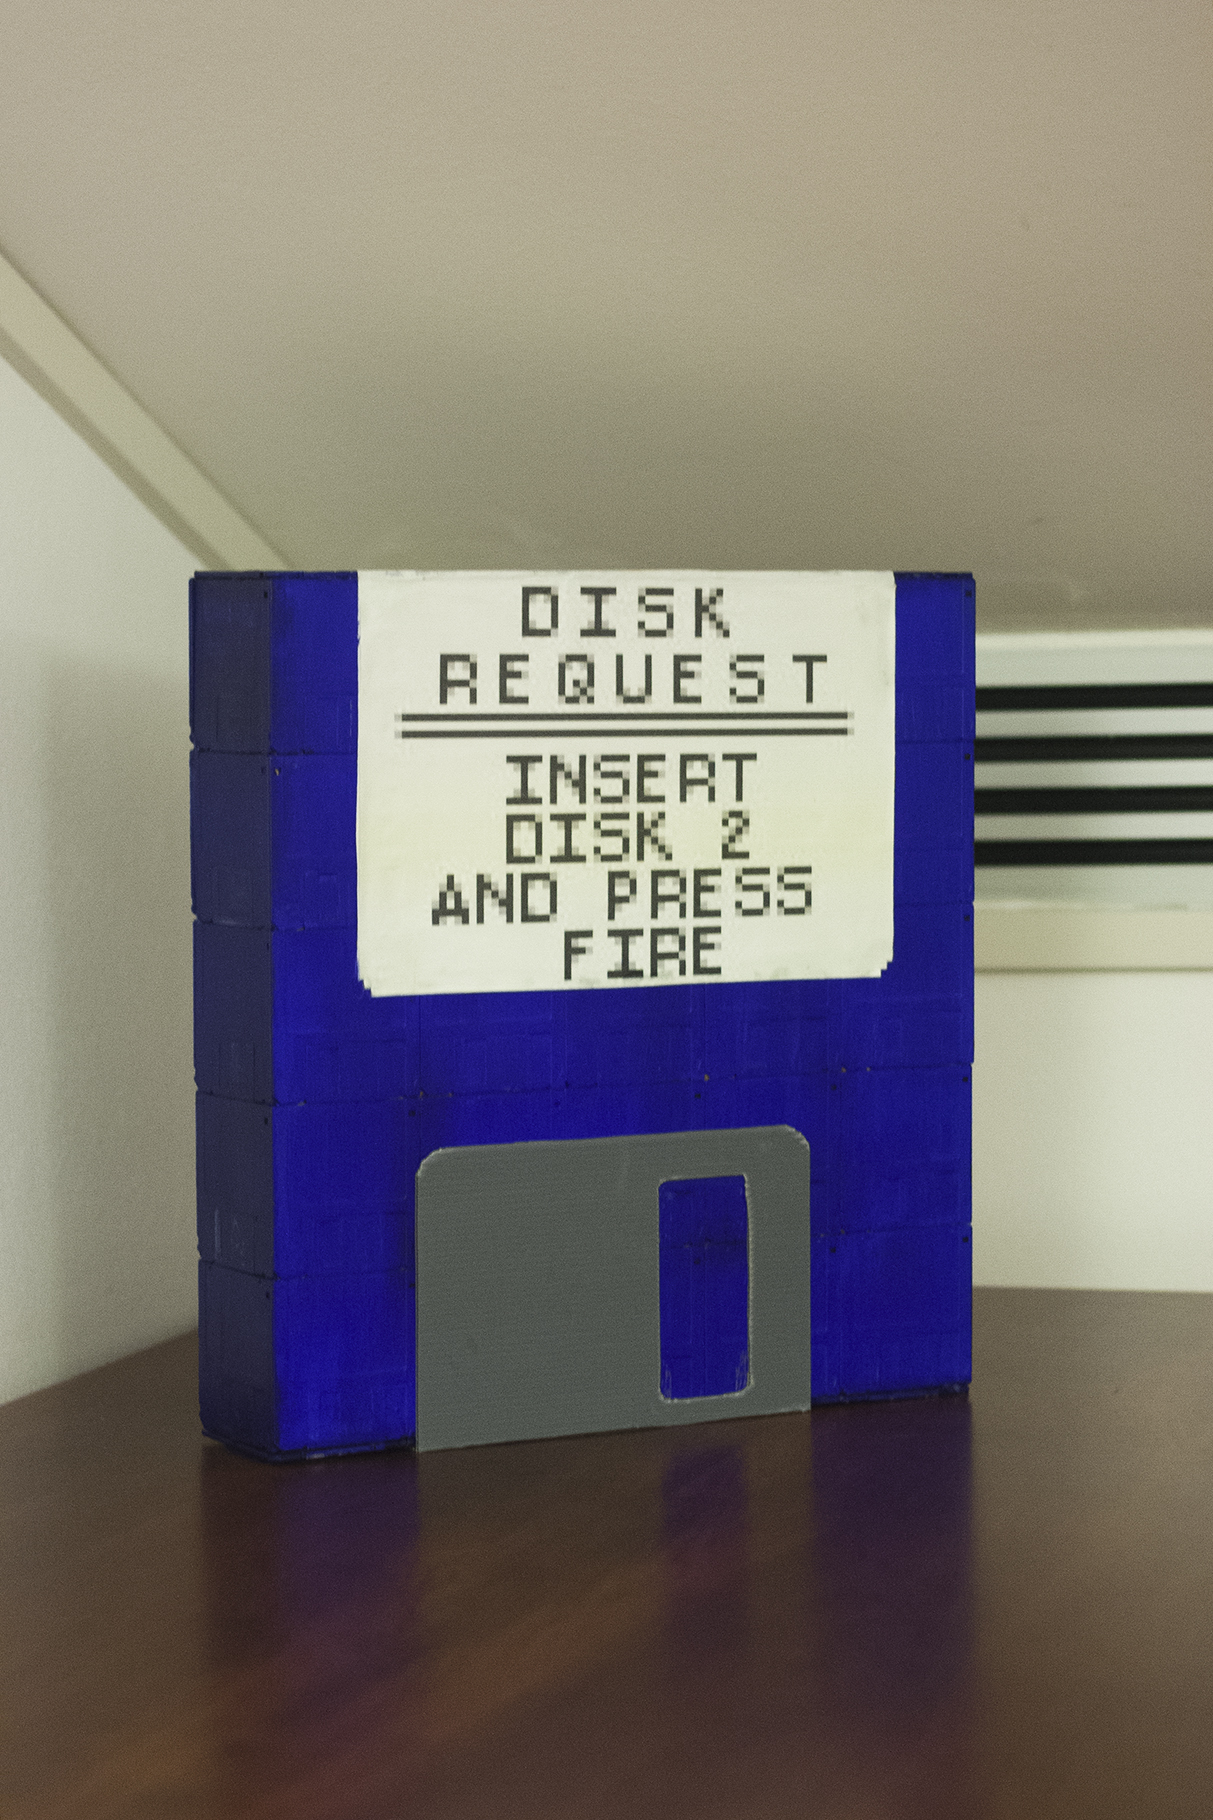 DISK
REQUEST
INSERT
DISK 2
AND PRESS
FIRE